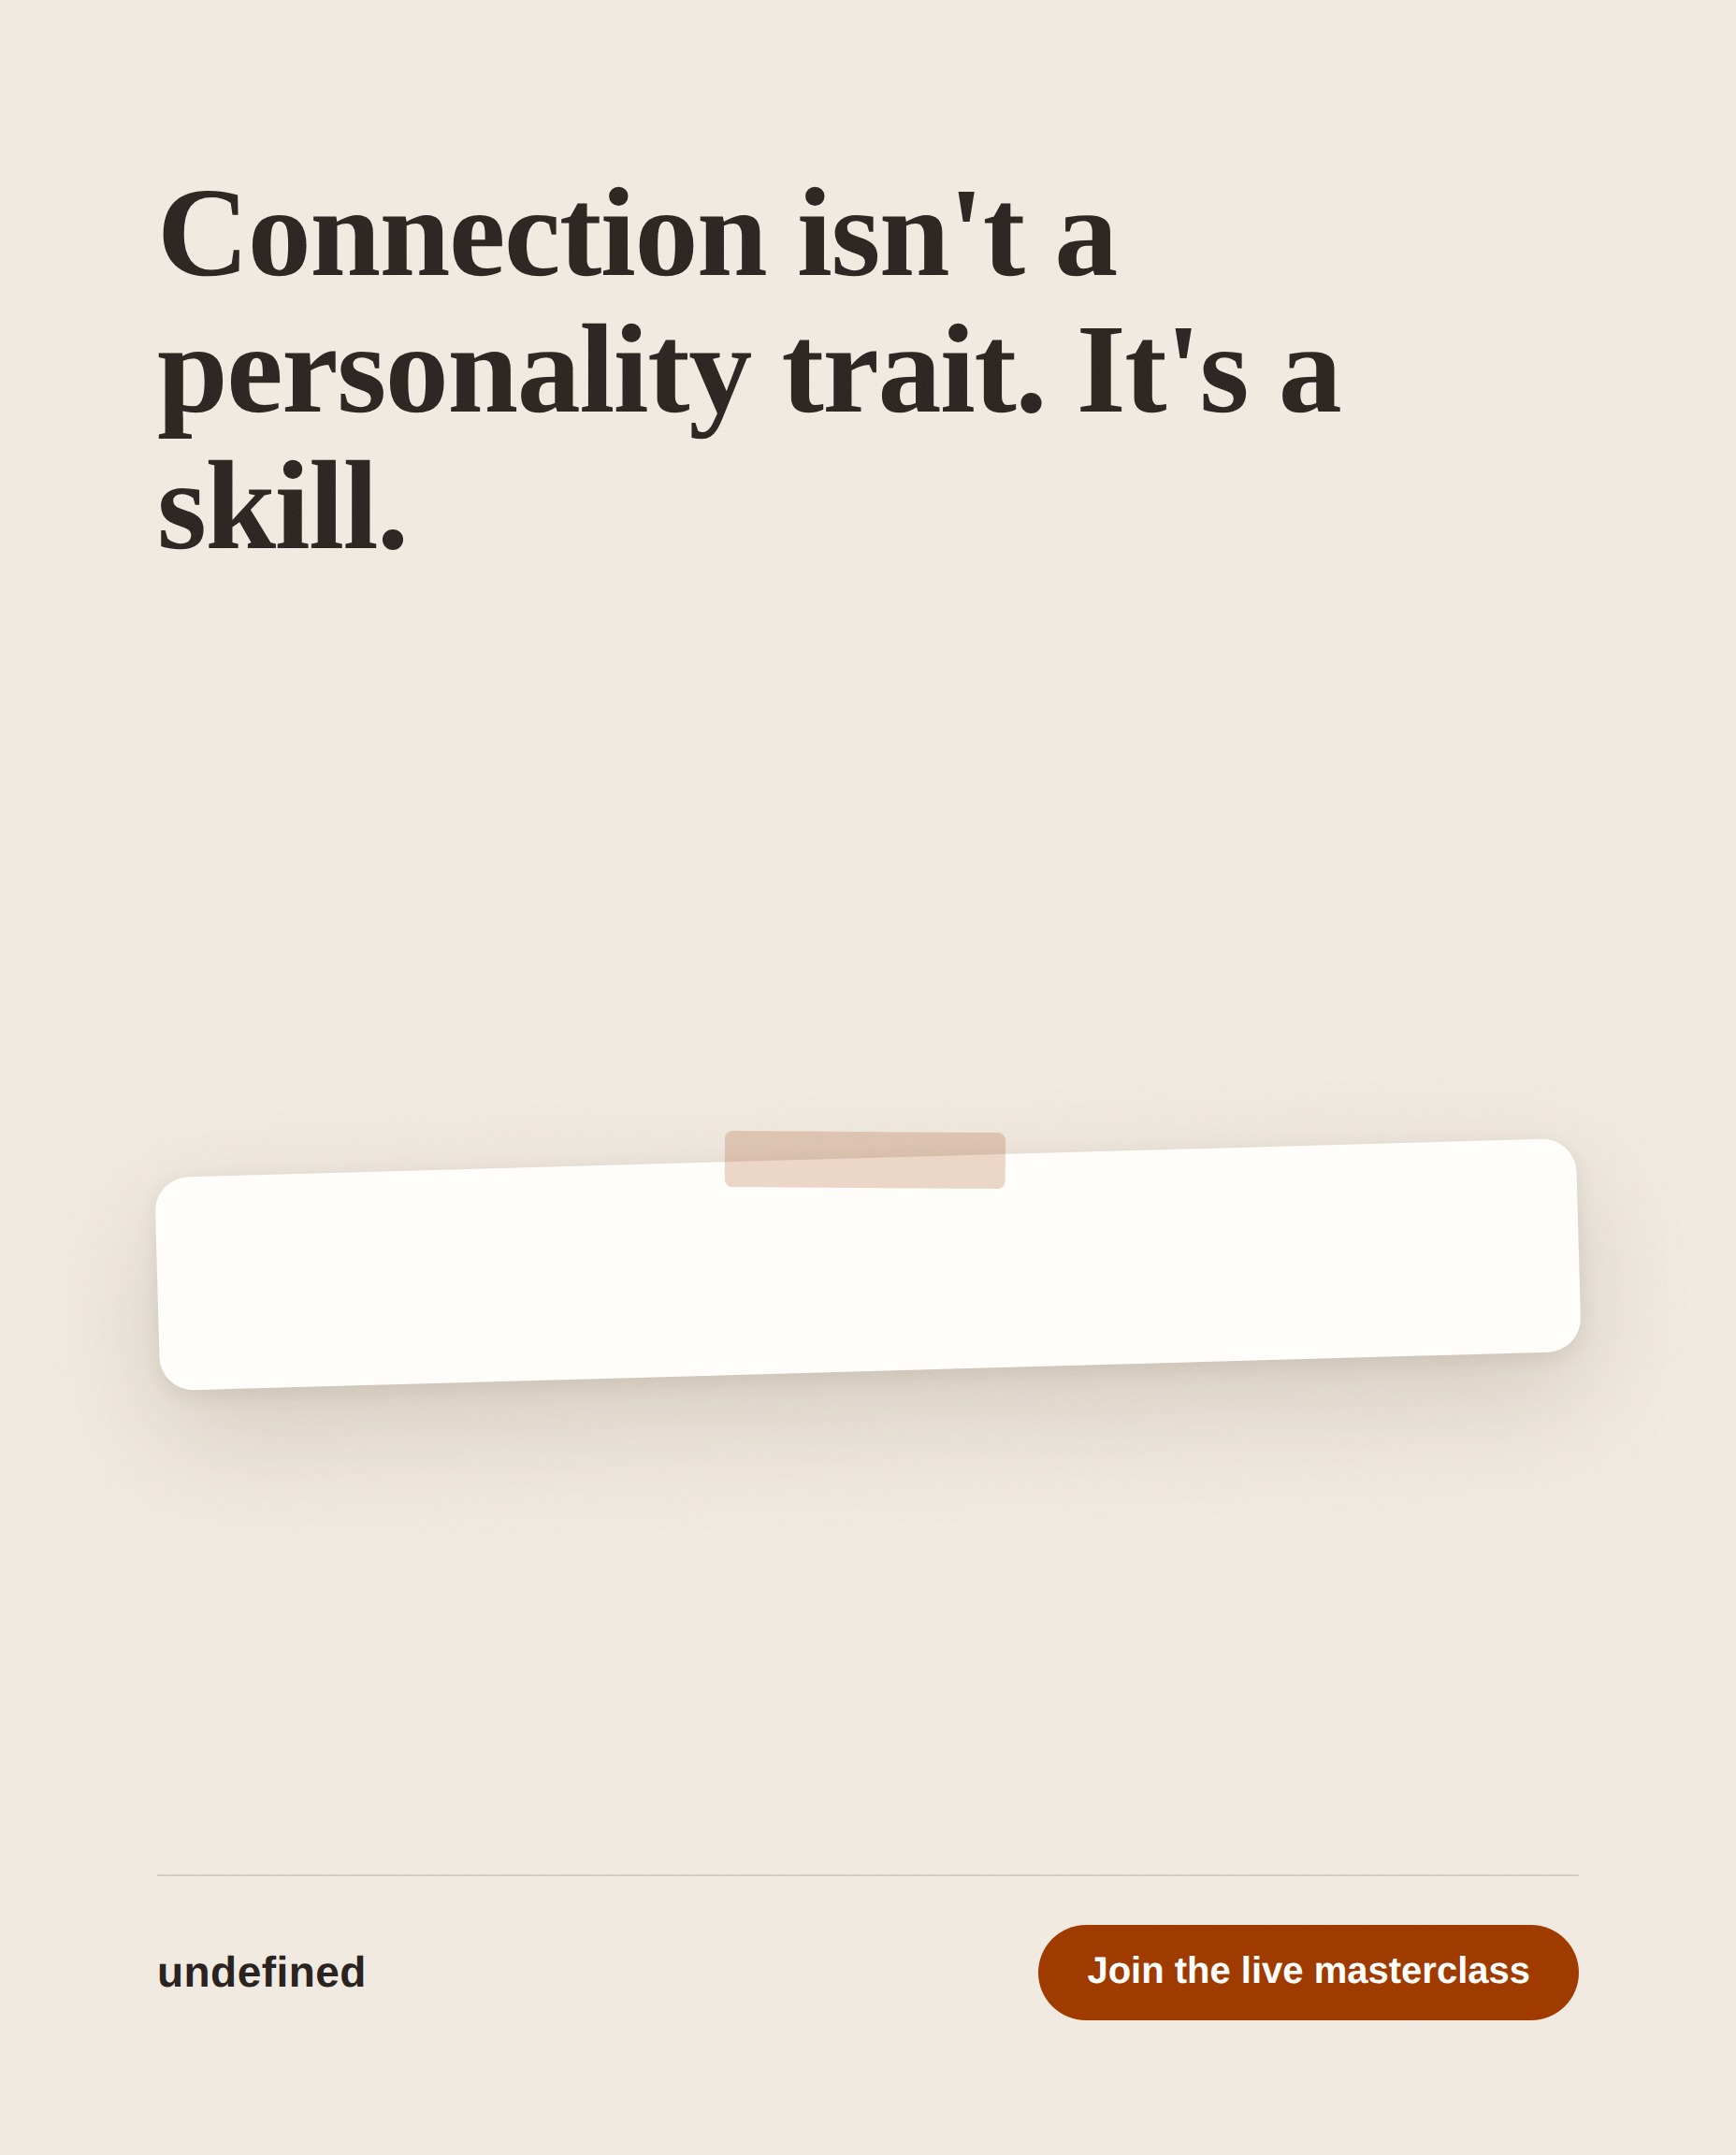 Connection isn't a
personality trait. It's a
skill.
undefined
Join the live masterclass